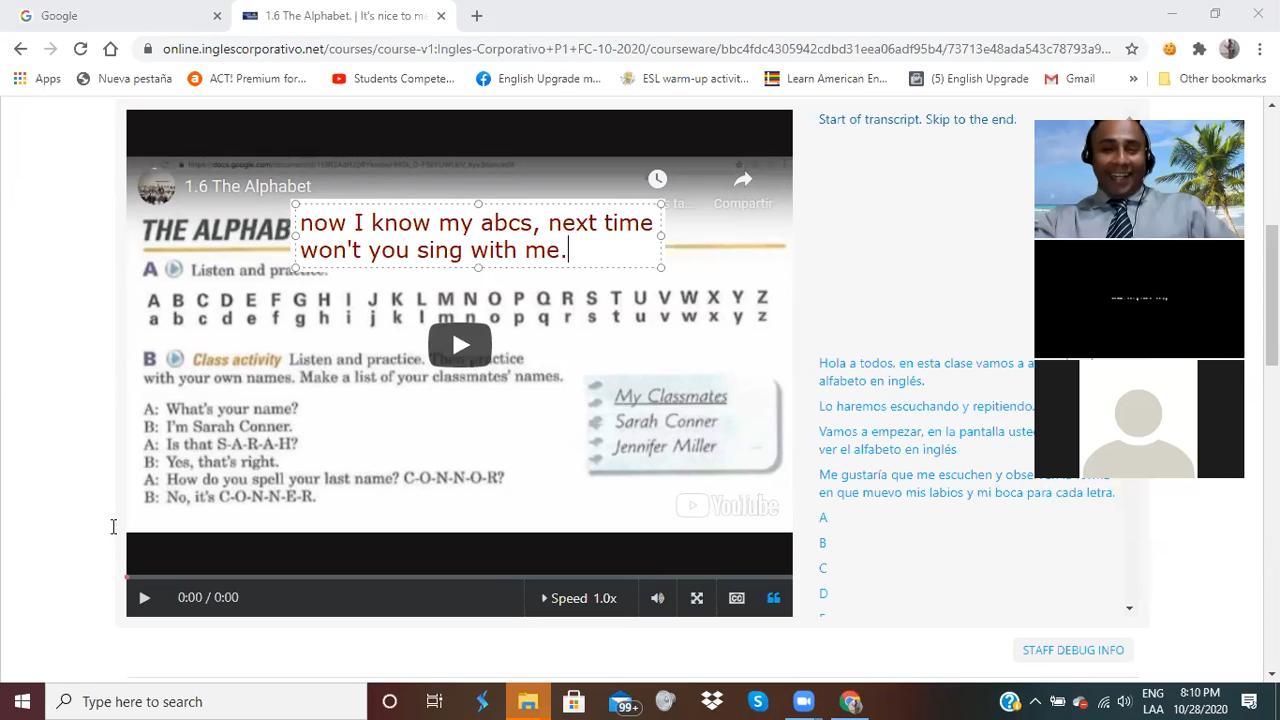 Google
1.6 The Alphabet. | It's nice to me
online.inglescorporativo.net/courses/course-v1:Ingles-Corporativo+P1+FC-10-2020/courseware/bbc4fdc4305942cdbd31eea06adf95b4/73713e48ada543c78793a9...
Apps
Nueva pestaña
ACT! Premium for...
Students Compete...
English Upgrade m...
ESL warm-up activi...
Learn American En...
(5) English Upgrade
Gmail
»
Other bookmarks
1.6 The Alphabet
Compartir
THE ALPHAB
now I know my abcs, next time
won't you sing with me.
A Listen and practice.
A B C D E F G H I J K L M N O P Q R S T U V W X Y Z
a b c d e f g h i j k l m n o p q r s t u v w x y z
B Class activity Listen and practice. Then practice
with your own names. Make a list of your classmates' names.
A: What's your name?
B: I'm Sarah Conner.
A: Is that S-A-R-A-H?
B: Yes, that's right.
A: How do you spell your last name? C-O-N-N-O-R?
B: No, it's C-O-N-N-E-R.
My Classmates
Sarah Conner
Jennifer Miller
YouTube
0:00 / 0:00
Speed 1.0x
Start of transcript. Skip to the end.
Hola a todos, en esta clase vamos a a
alfabeto en inglés.
Lo haremos escuchando y repitiendo.
Vamos a empezar, en la pantalla uste
ver el alfabeto en inglés
Me gustaría que me escuchen y obser
en que muevo mis labios y mi boca para cada letra.
A
B
C
D
STAFF DEBUG INFO
Type here to search
99+
ENG
LAA
8:10 PM
10/28/2020